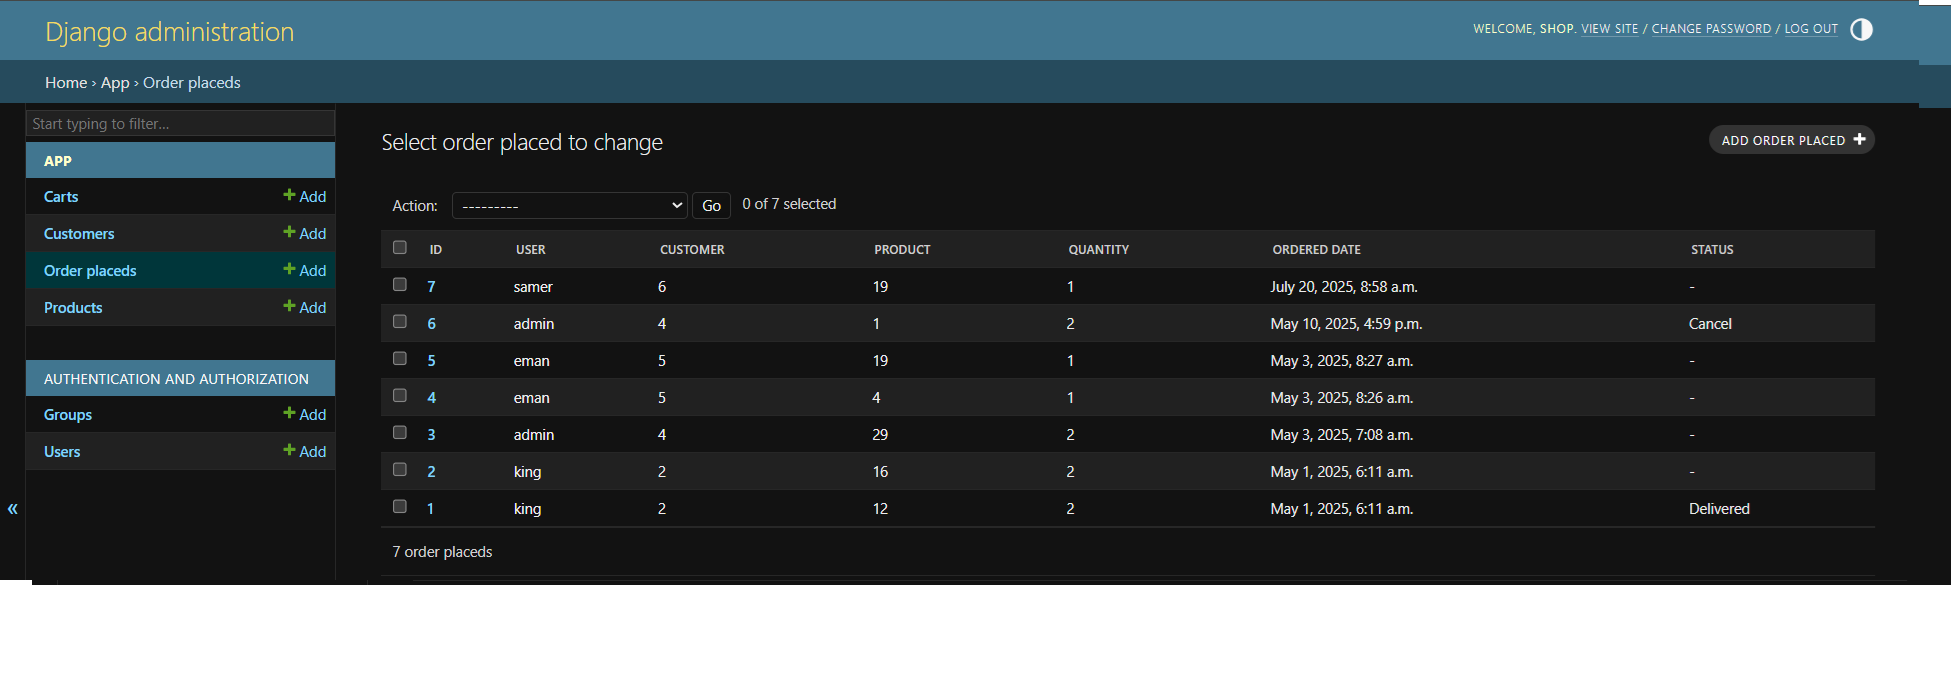 Django administration
WELCOME, SHOP. VIEW SITE / CHANGE PASSWORD / LOG OUT
Home › App › Order placeds
Start typing to filter...
APP
Carts + Add
Customers + Add
Order placeds + Add
Products + Add
AUTHENTICATION AND AUTHORIZATION
Groups + Add
Users + Add
«
Select order placed to change
ADD ORDER PLACED +
Action: --------- Go 0 of 7 selected
ID USER CUSTOMER PRODUCT QUANTITY ORDERED DATE STATUS
7 samer 6 19 1 July 20, 2025, 8:58 a.m. -
6 admin 4 1 2 May 10, 2025, 4:59 p.m. Cancel
5 eman 5 19 1 May 3, 2025, 8:27 a.m. -
4 eman 5 4 1 May 3, 2025, 8:26 a.m. -
3 admin 4 29 2 May 3, 2025, 7:08 a.m. -
2 king 2 16 2 May 1, 2025, 6:11 a.m. -
1 king 2 12 2 May 1, 2025, 6:11 a.m. Delivered
7 order placeds